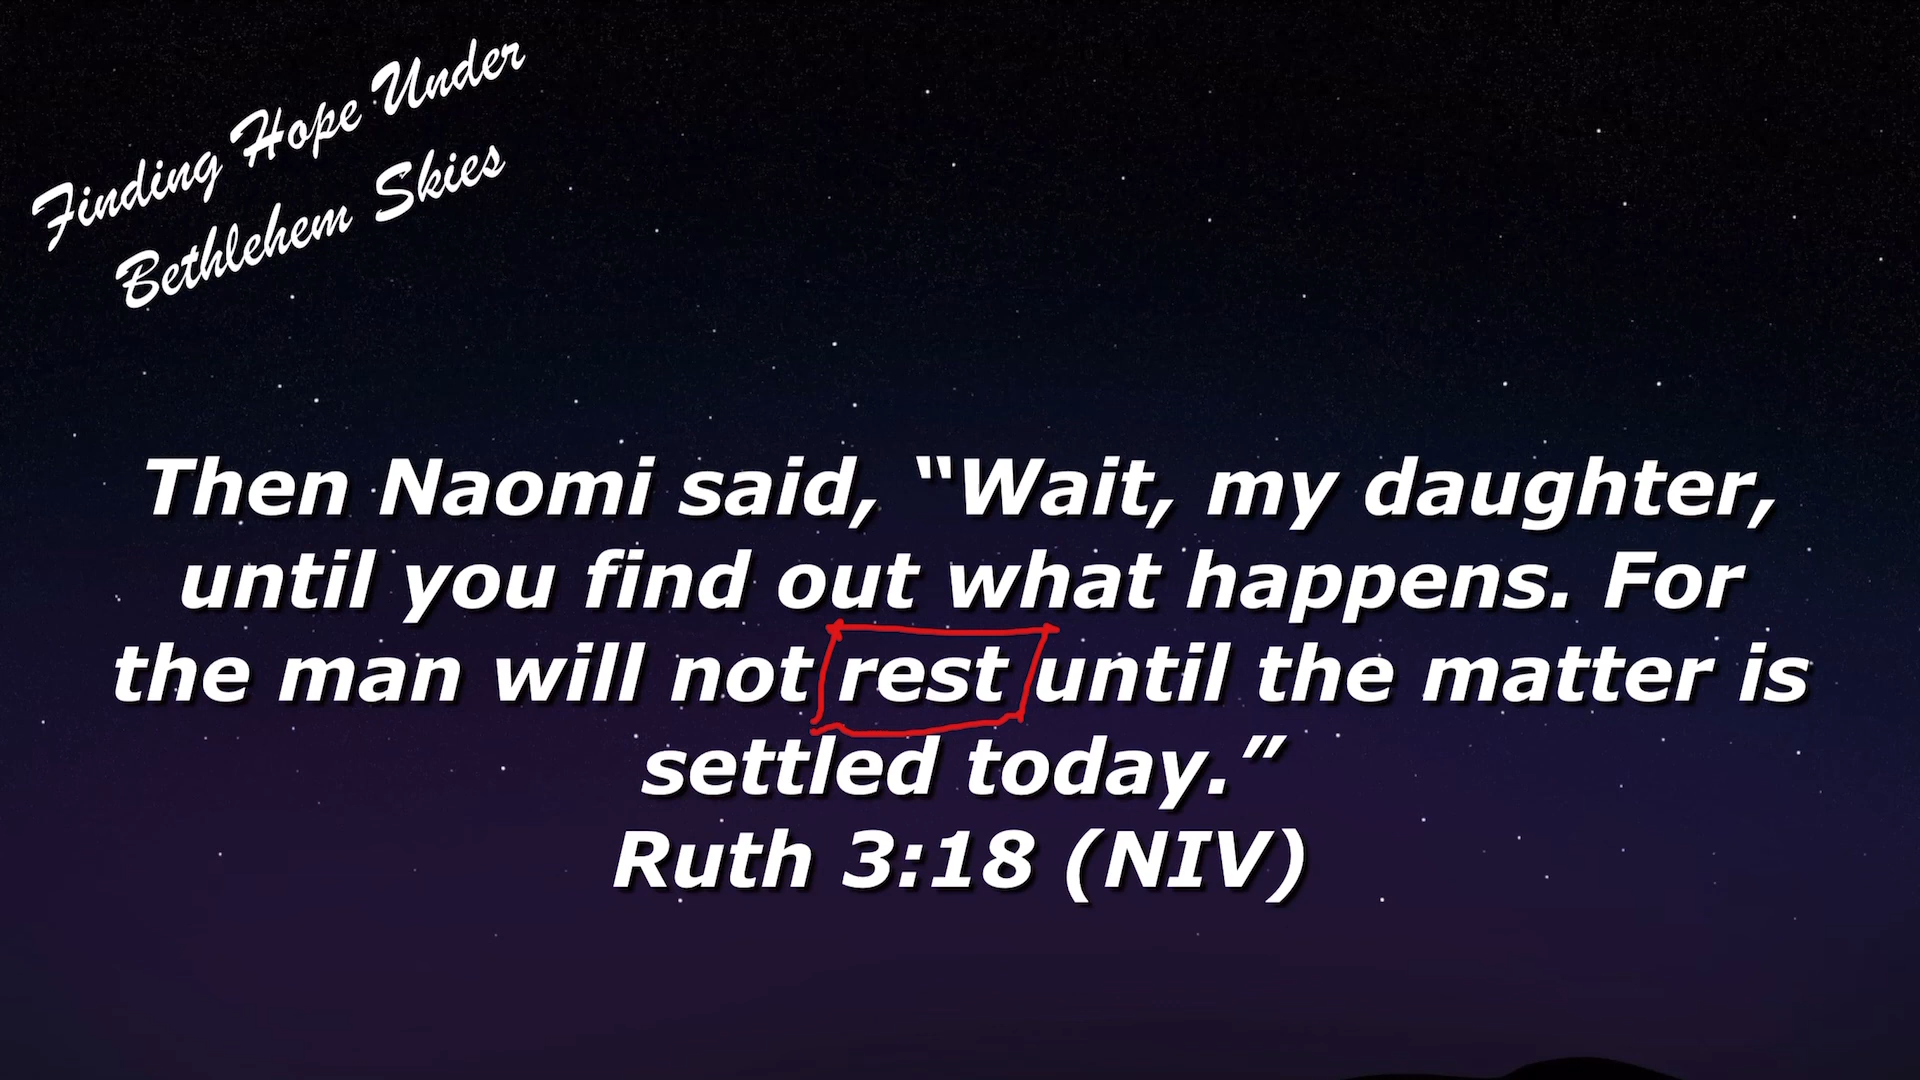 Finding Hope Under
Bethlehem Skies
Then Naomi said, “Wait, my daughter,
until you find out what happens. For
the man will not rest until the matter is
settled today.”
Ruth 3:18 (NIV)